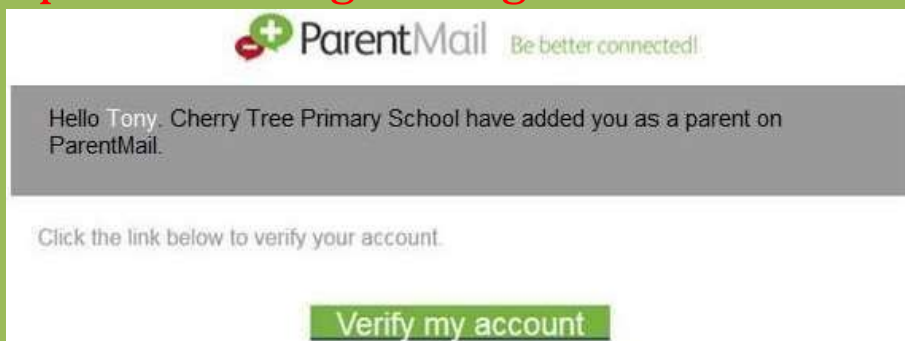 ParentMail Be better connected!
Hello Tony. Cherry Tree Primary School have added you as a parent on
ParentMail.
Click the link below to verify your account.
Verify my account